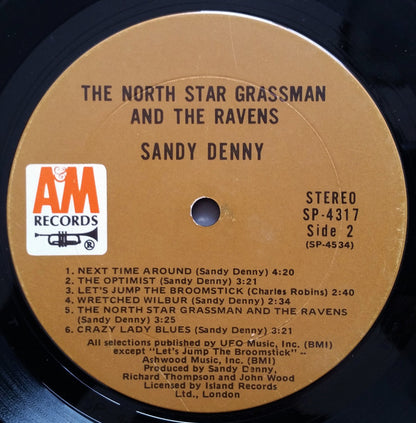 THE NORTH STAR GRASSMAN
AND THE RAVENS
SANDY DENNY
A&M
RECORDS
®
STEREO
SP-4317
Side 2
(SP-4534)
1. NEXT TIME AROUND (Sandy Denny) 4:20
2. THE OPTIMIST (Sandy Denny) 3:21
3. LET'S JUMP THE BROOMSTICK (Charles Robins) 2:40
4. WRETCHED WILBUR (Sandy Denny) 2:34
5. THE NORTH STAR GRASSMAN AND THE RAVENS
(Sandy Denny) 3:25
6. CRAZY LADY BLUES (Sandy Denny) 3:21
All selections published by UFO Music, Inc. (BMI)
except "Let's Jump The Broomstick" --
Ashwood Music, Inc. (BMI)
Produced by Sandy Denny,
Richard Thompson and John Wood
Licensed by Island Records
Ltd., London